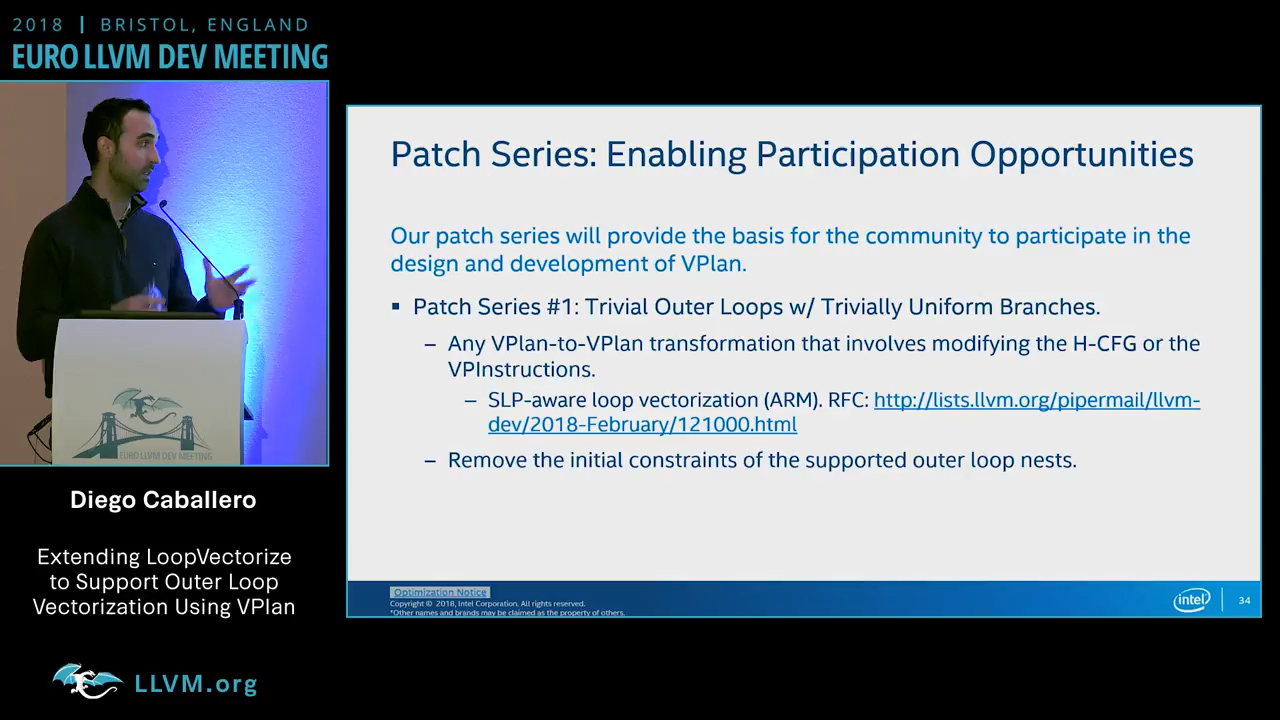 2018 | BRISTOL, ENGLAND
EURO LLVM DEV MEETING
EURO LLVM DEV MEETING
Diego Caballero
Extending LoopVectorize
to Support Outer Loop
Vectorization Using VPlan
LLVM.org
Patch Series: Enabling Participation Opportunities
Our patch series will provide the basis for the community to participate in the
design and development of VPlan.
▪ Patch Series #1: Trivial Outer Loops w/ Trivially Uniform Branches.
– Any VPlan-to-VPlan transformation that involves modifying the H-CFG or the
VPInstructions.
– SLP-aware loop vectorization (ARM). RFC: http://lists.llvm.org/pipermail/llvm-
dev/2018-February/121000.html
– Remove the initial constraints of the supported outer loop nests.
Optimization Notice
Copyright © 2018, Intel Corporation. All rights reserved.
*Other names and brands may be claimed as the property of others.
intel
34